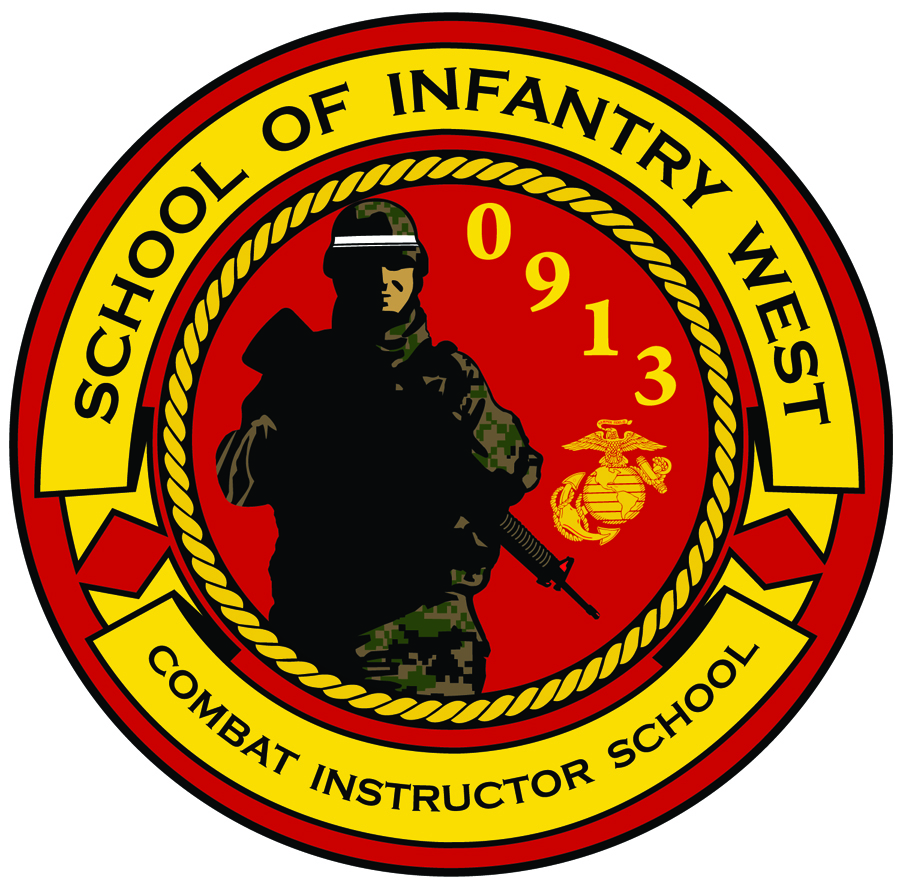 SCHOOL OF INFANTRY WEST
0913
COMBAT INSTRUCTOR SCHOOL